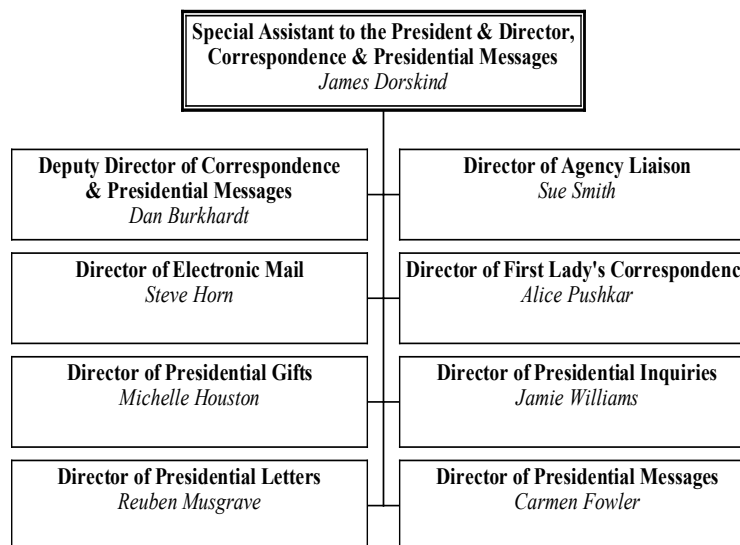 Special Assistant to the President & Director,
Correspondence & Presidential Messages
James Dorskind
Deputy Director of Correspondence
& Presidential Messages
Dan Burkhardt
Director of Agency Liaison
Sue Smith
Director of Electronic Mail
Steve Horn
Director of First Lady's Correspondenc
Alice Pushkar
Director of Presidential Gifts
Michelle Houston
Director of Presidential Inquiries
Jamie Williams
Director of Presidential Letters
Reuben Musgrave
Director of Presidential Messages
Carmen Fowler